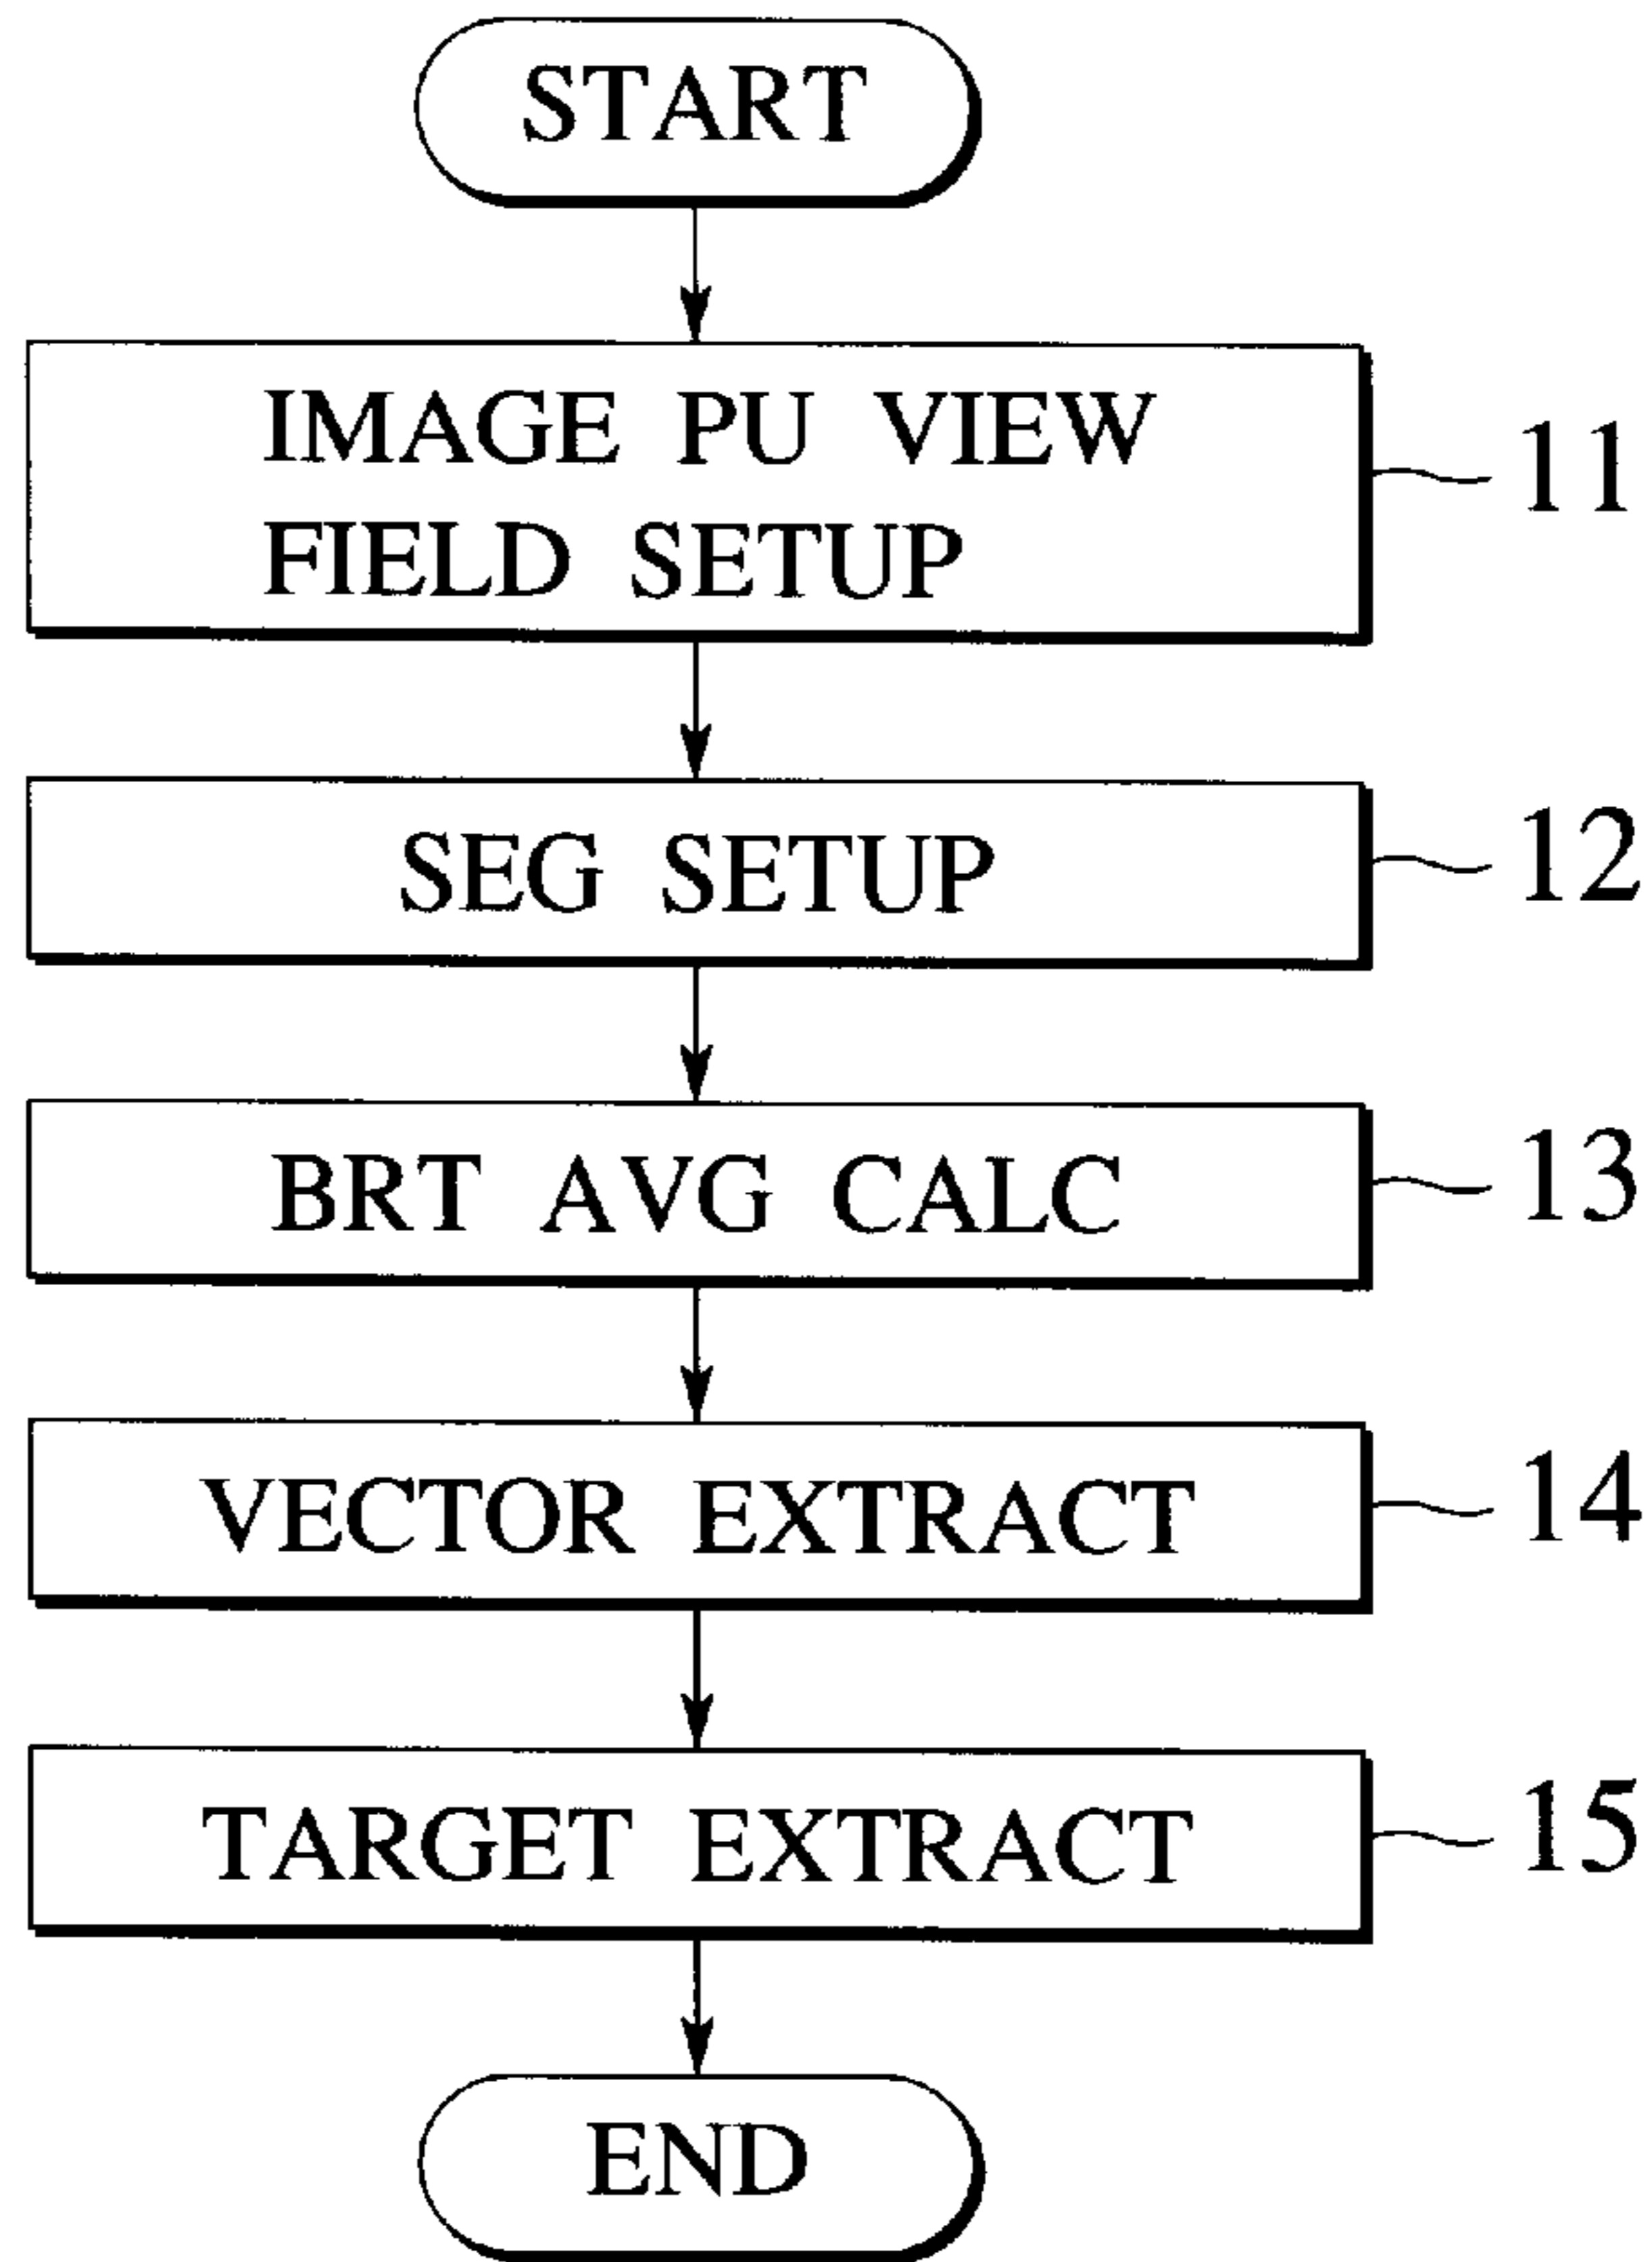 START
IMAGE PU VIEW
FIELD SETUP
11
SEG SETUP
12
BRT AVG CALC
13
VECTOR EXTRACT
14
TARGET EXTRACT
15
END